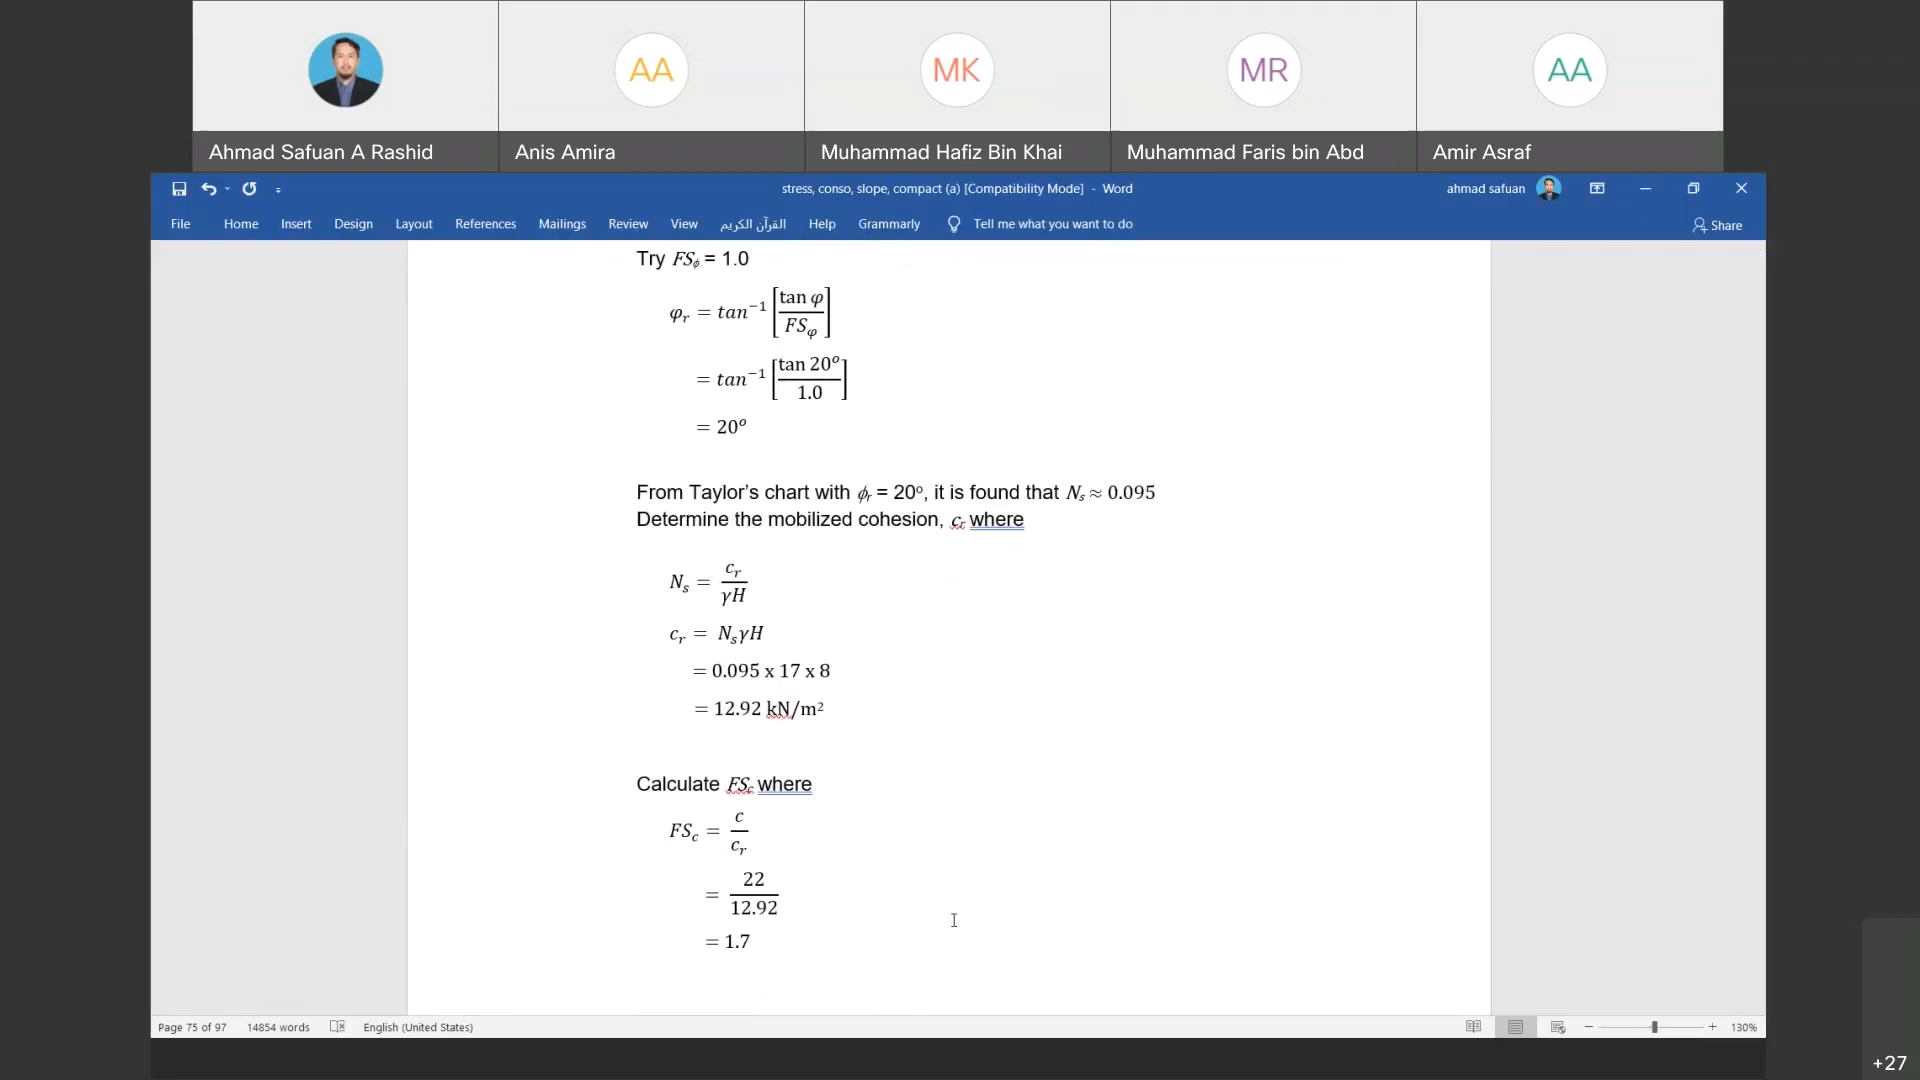 AA
MK
MR
AA
Ahmad Safuan A Rashid
Anis Amira
Muhammad Hafiz Bin Khai
Muhammad Faris bin Abd
Amir Asraf
stress, conso, slope, compact (a) [Compatibility Mode] - Word
ahmad safuan
File Home Insert Design Layout References Mailings Review View القرآن الكريم Help Grammarly Tell me what you want to do Share
Try FSϕ = 1.0
φr = tan⁻¹ [tan φ / FSφ]
= tan⁻¹ [tan 20ᵒ / 1.0]
= 20ᵒ
From Taylor’s chart with ϕr = 20ᵒ, it is found that Ns ≈ 0.095
Determine the mobilized cohesion, cr where
Ns = cr / γH
cr = NsγH
= 0.095 x 17 x 8
= 12.92 kN/m²
Calculate FSc where
FSc = c / cr
= 22 / 12.92
= 1.7
Page 75 of 97 14854 words English (United States) 130%
+27